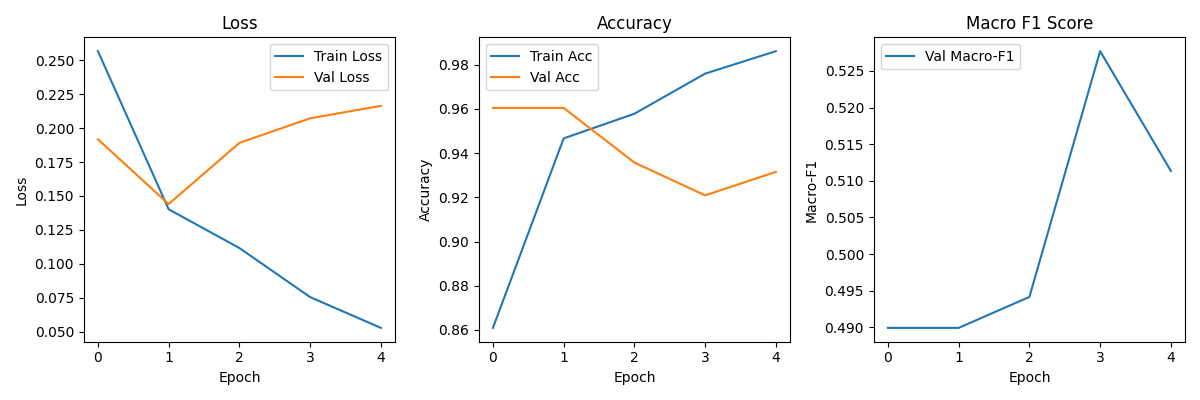 Loss
Train Loss
Val Loss
0.250
0.225
0.200
0.175
0.150
0.125
0.100
0.075
0.050
Loss
0 1 2 3 4
Epoch
Accuracy
Train Acc
Val Acc
0.98
0.96
0.94
0.92
0.90
0.88
0.86
Accuracy
0 1 2 3 4
Epoch
Macro F1 Score
Val Macro-F1
0.525
0.520
0.515
0.510
0.505
0.500
0.495
0.490
Macro-F1
0 1 2 3 4
Epoch